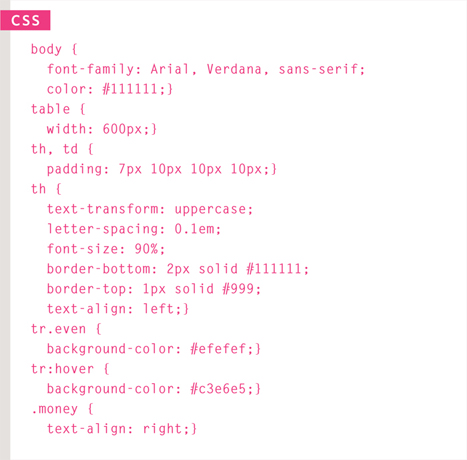 CSS
body {
font-family: Arial, Verdana, sans-serif;
color: #111111;}
table {
width: 600px;}
th, td {
padding: 7px 10px 10px 10px;}
th {
text-transform: uppercase;
letter-spacing: 0.1em;
font-size: 90%;
border-bottom: 2px solid #111111;
border-top: 1px solid #999;
text-align: left;}
tr.even {
background-color: #efefef;}
tr:hover {
background-color: #c3e6e5;}
.money {
text-align: right;}